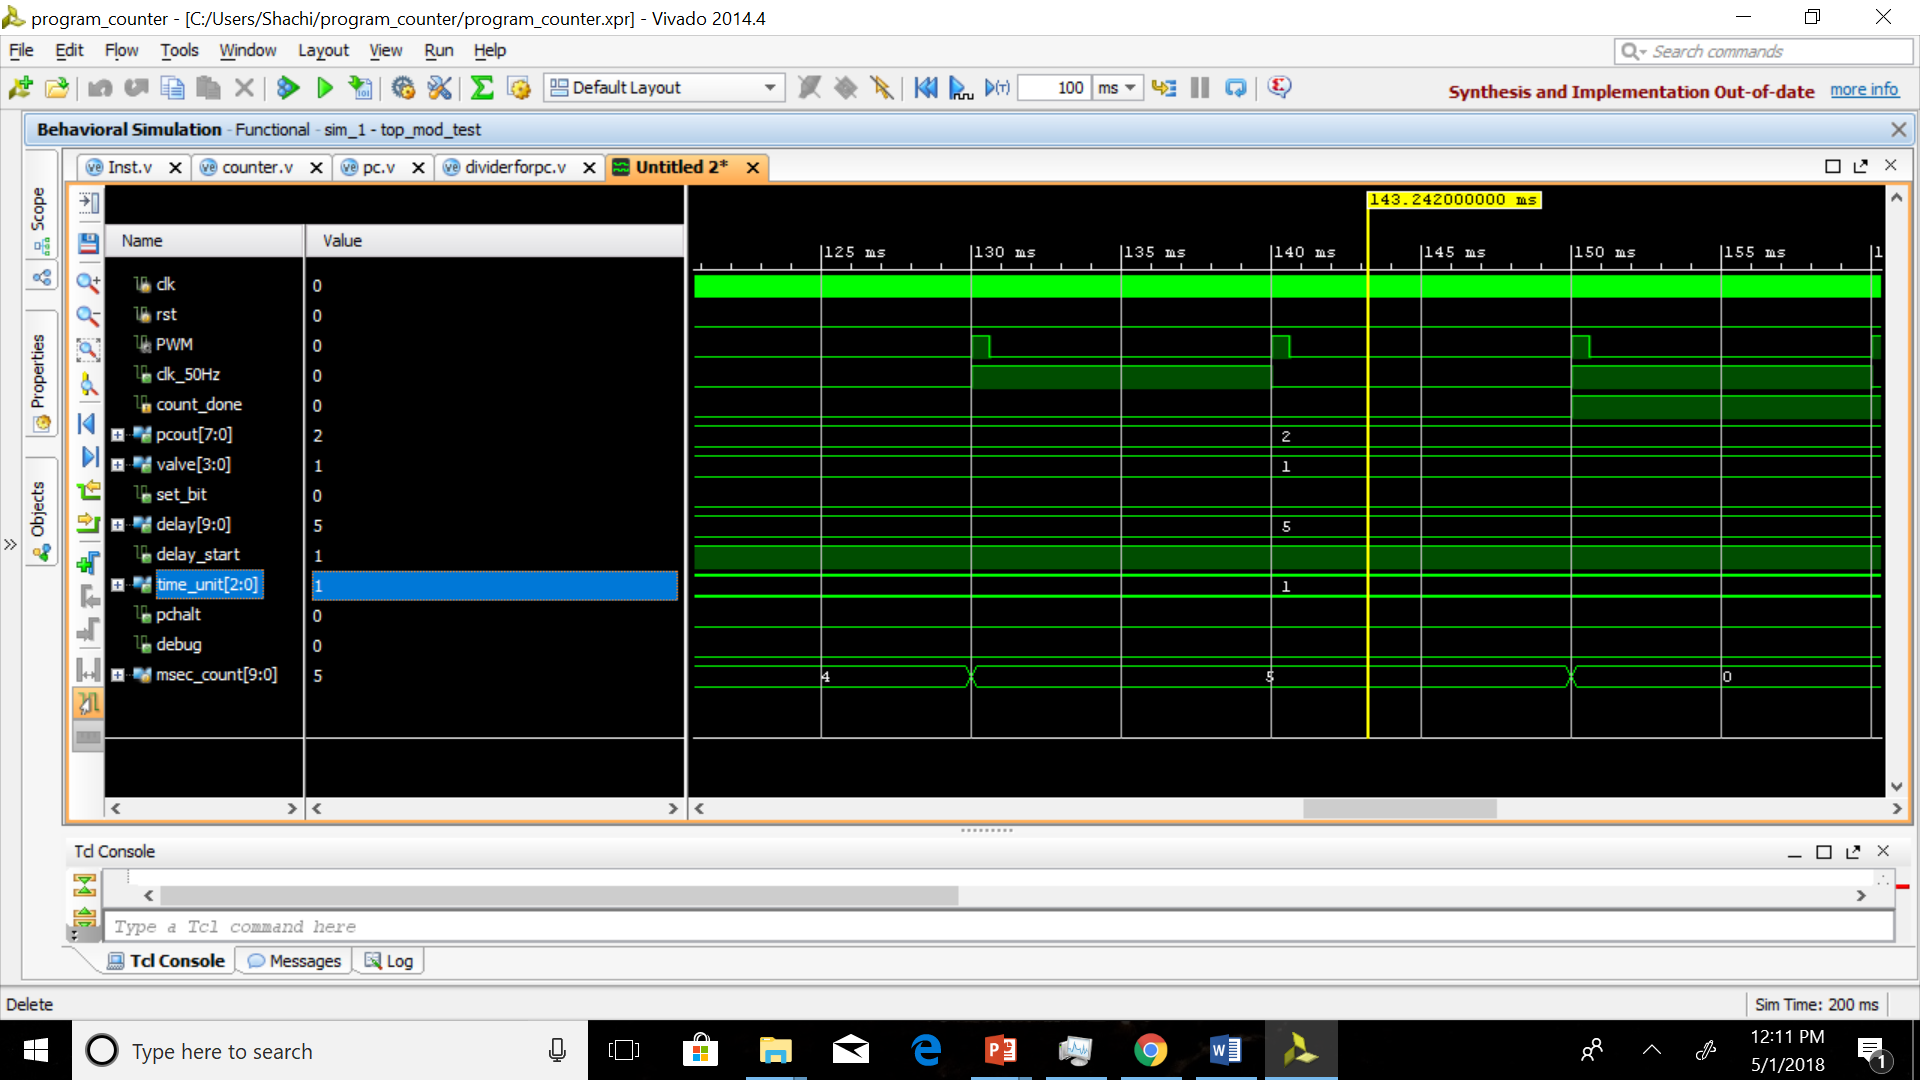 program_counter - [C:/Users/Shachi/program_counter/program_counter.xpr] - Vivado 2014.4
File Edit Flow Tools Window Layout View Run Help
Search commands
Default Layout
100 ms
Synthesis and Implementation Out-of-date more info
Behavioral Simulation - Functional - sim_1 - top_mod_test
Inst.v counter.v pc.v dividerforpc.v Untitled 2*
Scope
Properties
Objects
143.242000000 ms
Name Value
125 ms 130 ms 135 ms 140 ms 145 ms 150 ms 155 ms 1
clk 0
rst 0
PWM 0
clk_50Hz 0
count_done 0
pcout[7:0] 2 2
valve[3:0] 1 1
set_bit 0
delay[9:0] 5 5
delay_start 1
time_unit[2:0] 1 1
pchalt 0
debug 0
msec_count[9:0] 5 4 5 0
Tcl Console
Type a Tcl command here
Tcl Console Messages Log
Delete
Sim Time: 200 ms
Type here to search
12:11 PM
5/1/2018
1